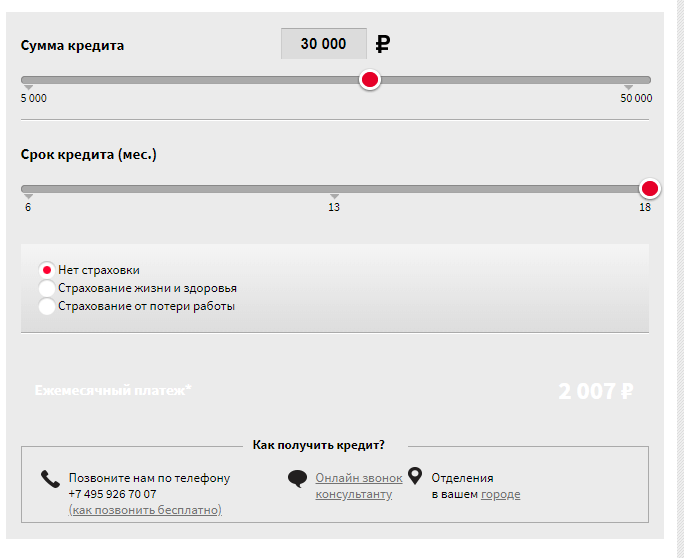 Сумма кредита 30 000 ₽
5 000 50 000
Срок кредита (мес.)
6 13 18
Нет страховки
Страхование жизни и здоровья
Страхование от потери работы
Ежемесячный платеж* 2 007 ₽
Как получить кредит?
Позвоните нам по телефону
+7 495 926 70 07
(как позвонить бесплатно)
Онлайн звонок
консультанту
Отделения
в вашем городе